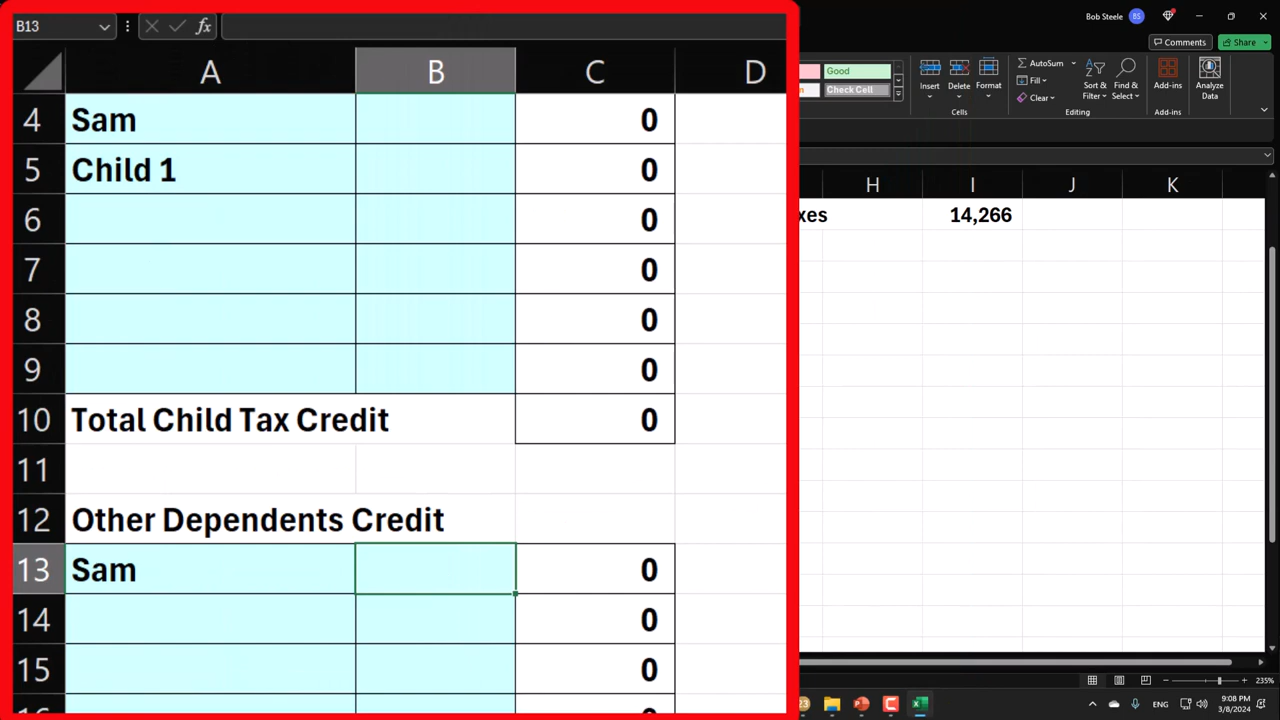 B13
fx
A B C D
4 Sam 0
5 Child 1 0
6 0
7 0
8 0
9 0
10 Total Child Tax Credit 0
11
12 Other Dependents Credit
13 Sam 0
14 0
15 0
Bob Steele BS
Comments Share
Good
Check Cell
Insert Delete Format
Cells
AutoSum
Fill
Clear
Sort & Filter
Find & Select
Editing
Add-ins
Add-ins
Analyze Data
H I J K
xes 14,266
235%
ENG
9:08 PM
3/8/2024